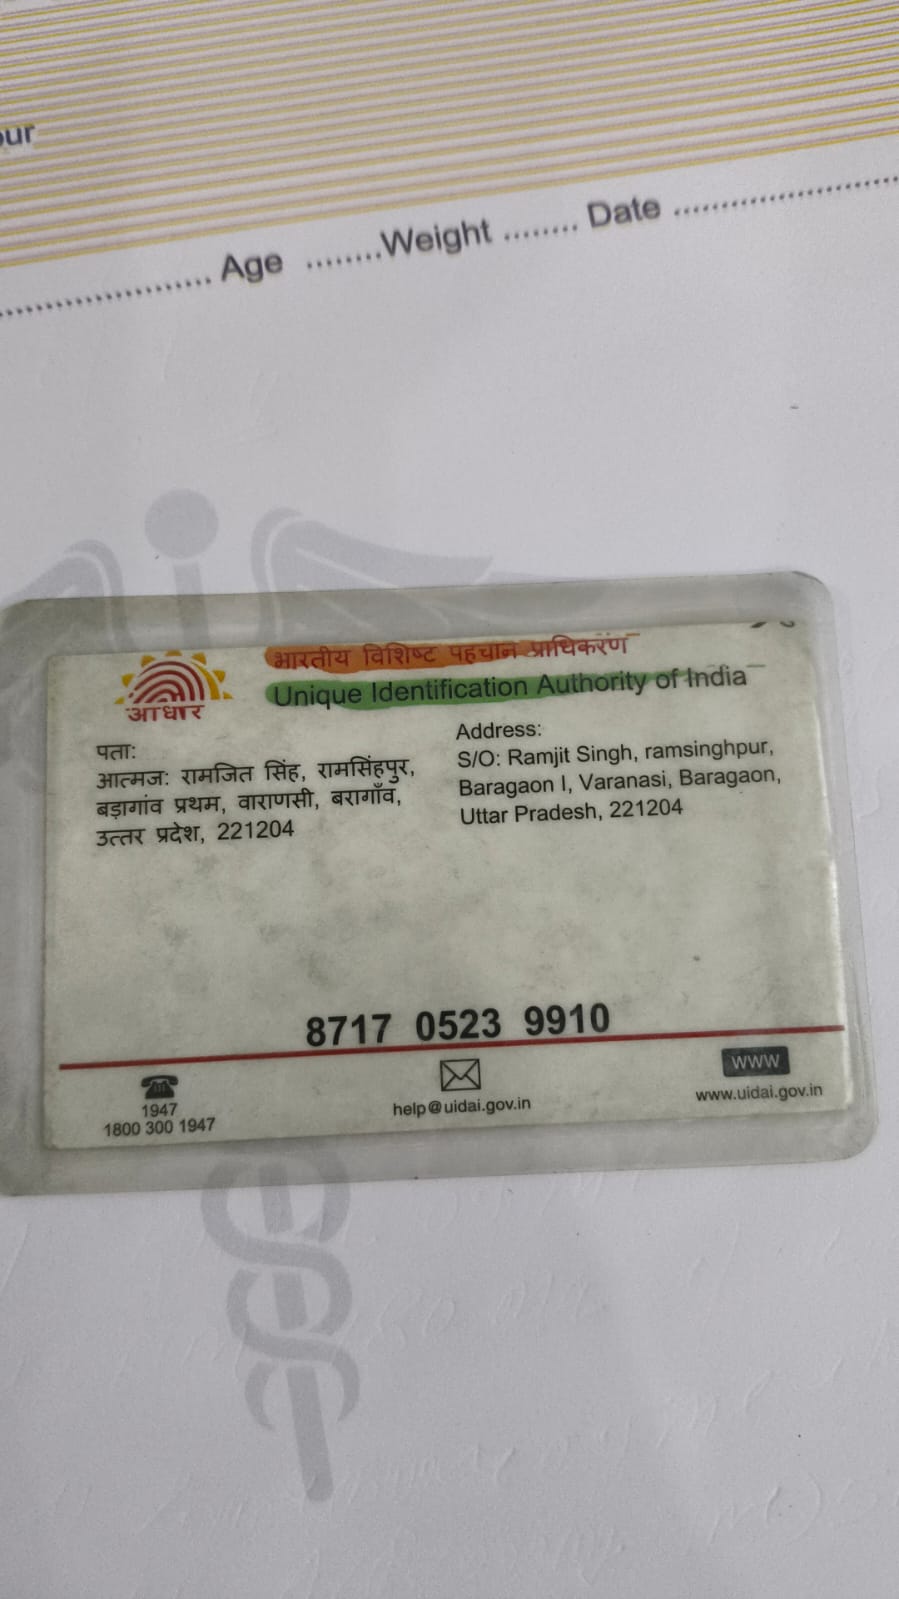 our
Age ........Weight ........ Date
आधार
भारतीय विशिष्ट पहचान प्राधिकरण
Unique Identification Authority of India
पता:
आत्मज: रामजित सिंह, रामसिंहपुर,
बड़ागांव प्रथम, वाराणसी, बरागाँव,
उत्तर प्रदेश, 221204
Address:
S/O: Ramjit Singh, ramsinghpur,
Baragaon I, Varanasi, Baragaon,
Uttar Pradesh, 221204
8717 0523 9910
1947
1800 300 1947
help@uidai.gov.in
WWW
www.uidai.gov.in